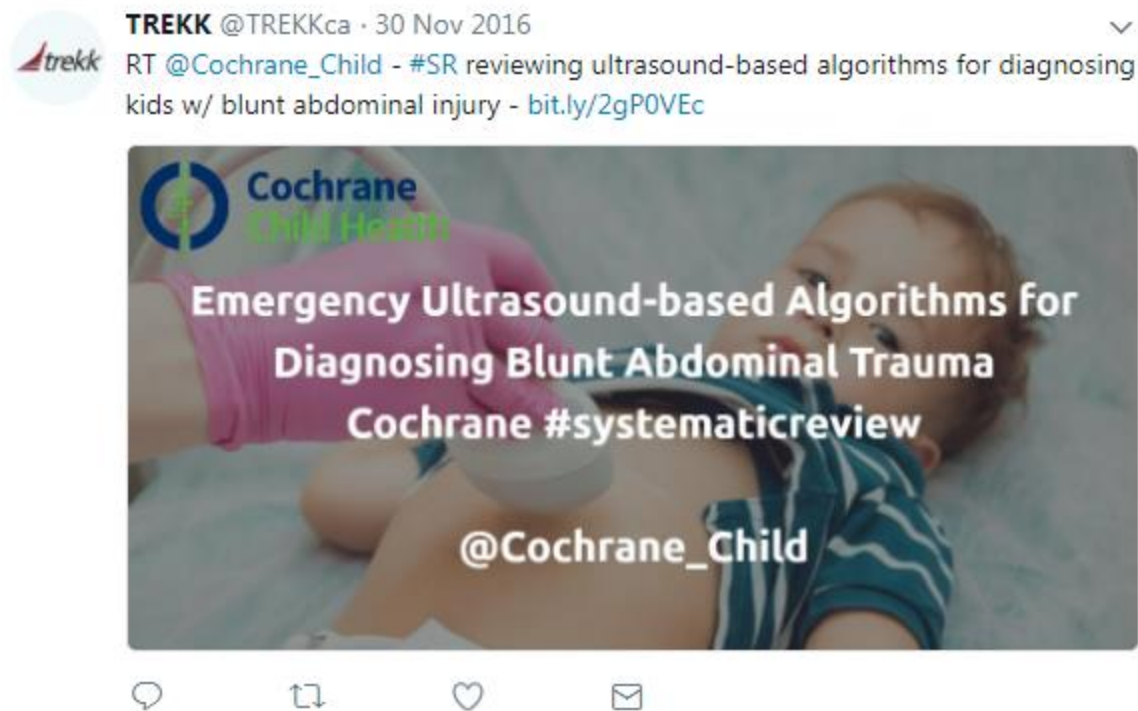 TREKK @TREKKca · 30 Nov 2016
trekk
RT @Cochrane_Child - #SR reviewing ultrasound-based algorithms for diagnosing
kids w/ blunt abdominal injury - bit.ly/2gP0VEc
Cochrane
Child Health
Emergency Ultrasound-based Algorithms for
Diagnosing Blunt Abdominal Trauma
Cochrane #systematicreview
@Cochrane_Child